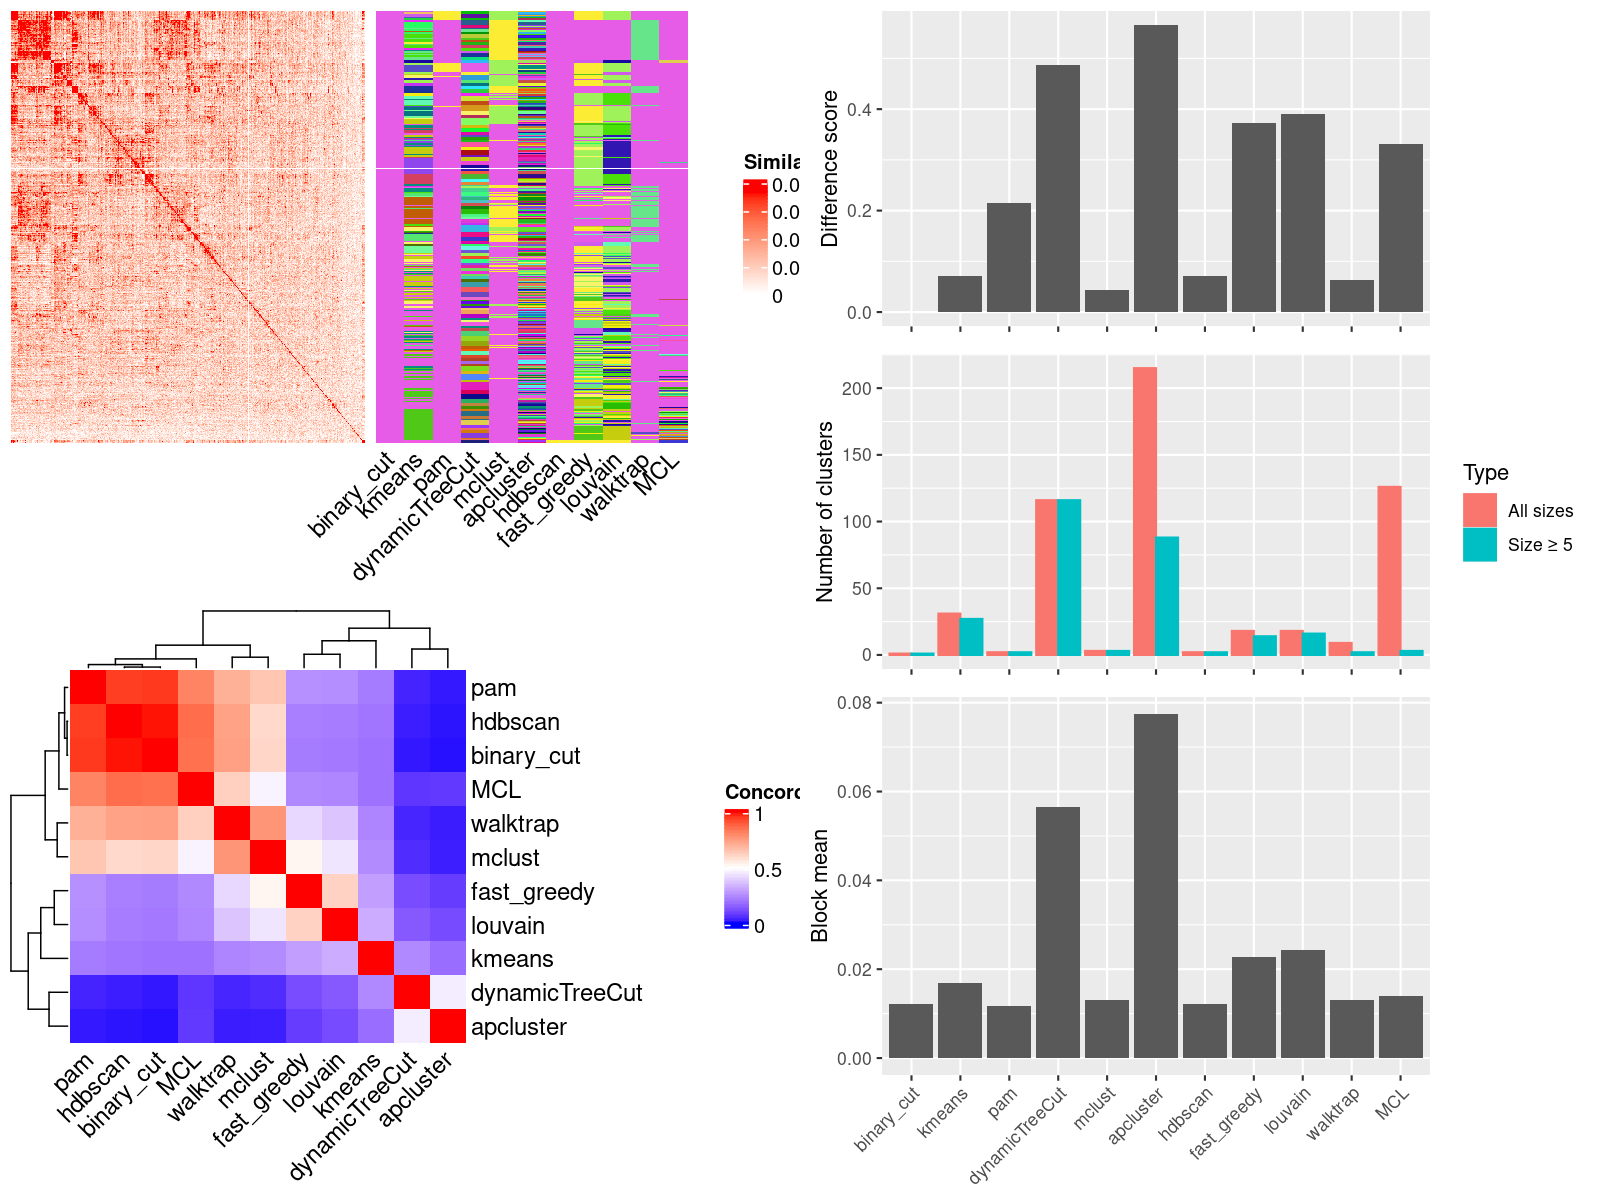 Simila
0.0
0.0
0.0
0.0
0
binary_cut
kmeans
pam
dynamicTreeCut
mclust
apcluster
hdbscan
fast_greedy
louvain
walktrap
MCL
pam
hdbscan
binary_cut
MCL
walktrap
mclust
fast_greedy
louvain
kmeans
dynamicTreeCut
apcluster
pam
hdbscan
binary_cut
MCL
walktrap
mclust
fast_greedy
louvain
kmeans
dynamicTreeCut
apcluster
Concord
1
0.5
0
Difference score
0.4
0.2
0.0
Number of clusters
200
150
100
50
0
Type
All sizes
Size ≥ 5
Block mean
0.08
0.06
0.04
0.02
0.00
binary_cut
kmeans
pam
dynamicTreeCut
mclust
apcluster
hdbscan
fast_greedy
louvain
walktrap
MCL